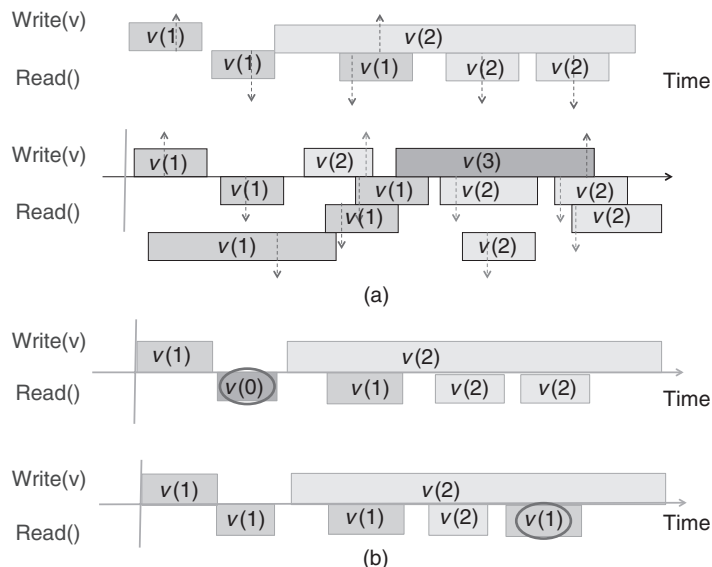 Write(v) v(1) v(2)
Read() v(1) v(1) v(2) v(2) Time
Write(v) v(1) v(2) v(3)
v(1) v(1) v(2) v(2)
Read() v(1) v(2)
v(1) v(2)
(a)
Write(v) v(1) v(2)
Read() v(0) v(1) v(2) v(2) Time
Write(v) v(1) v(2)
Read() v(1) v(1) v(2) v(1) Time
(b)